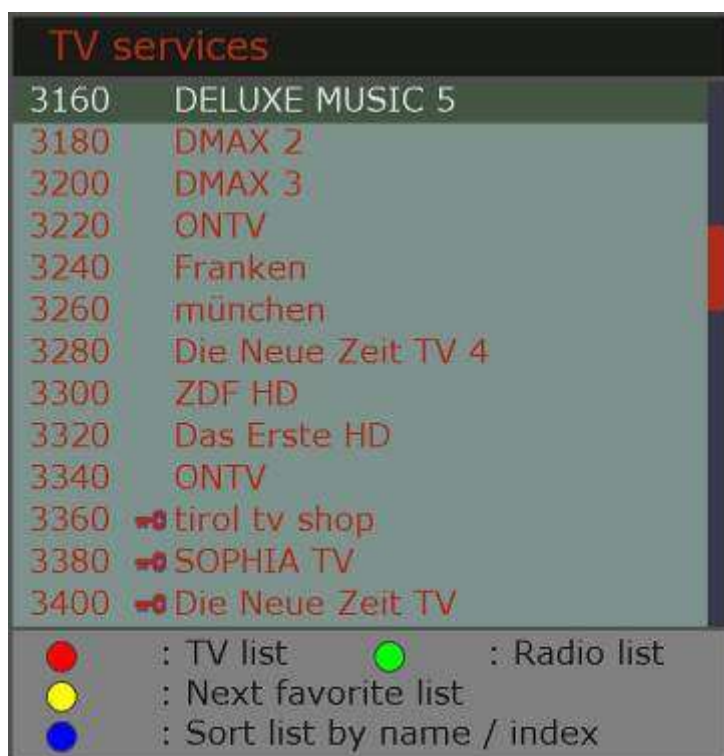 TV services
3160 DELUXE MUSIC 5
3180 DMAX 2
3200 DMAX 3
3220 ONTV
3240 Franken
3260 münchen
3280 Die Neue Zeit TV 4
3300 ZDF HD
3320 Das Erste HD
3340 ONTV
3360 tirol tv shop
3380 SOPHIA TV
3400 Die Neue Zeit TV
: TV list : Radio list
: Next favorite list
: Sort list by name / index